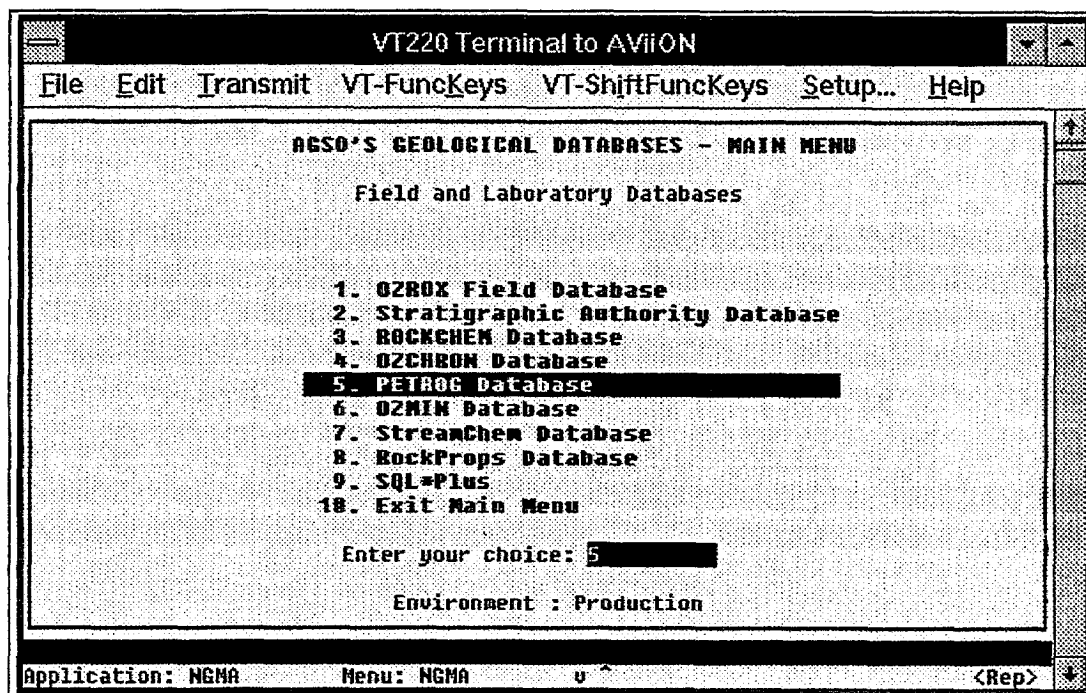 VT220 Terminal to AViiON
File Edit Transmit VT-FuncKeys VT-ShiftFuncKeys Setup... Help
AGSO'S GEOLOGICAL DATABASES - MAIN MENU
Field and Laboratory Databases
1. OZROX Field Database
2. Stratigraphic Authority Database
3. ROCKCHEM Database
4. OZCHRON Database
5. PETROG Database
6. OZMIN Database
7. StreamChem Database
8. RockProps Database
9. SQL*Plus
10. Exit Main Menu
Enter your choice: 5
Environment : Production
Application: NGMA Menu: NGMA v ^ <Rep>